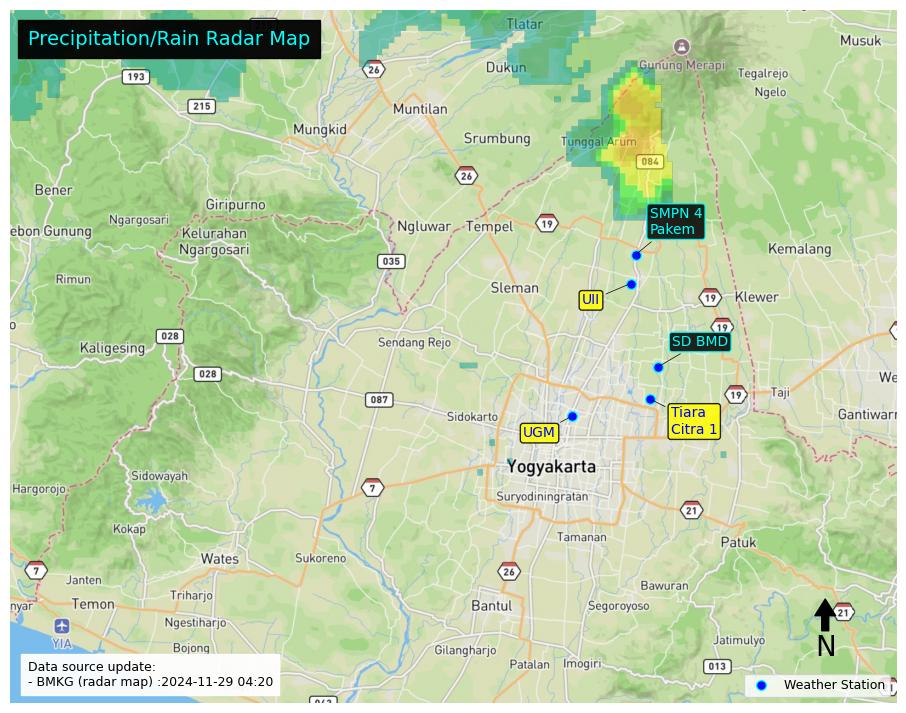 Precipitation/Rain Radar Map
Tlatar
Musuk
26
Dukun
Gunung Merapi
Tegalrejo
193
Ngelo
215
Muntilan
Mungkid
Srumbung
Tunggal Arum
084
26
Bener
Giripurno
SMPN 4
Pakem
Ngargosari
ebon Gunung
Kelurahan
Ngargosari
Ngluwar
Tempel
19
Kemalang
035
Rimun
Sleman
UII
19
Klewer
19
028
Kaligesing
Sendang Rejo
SD BMD
028
087
19
Taji
We
Sidokarto
UGM
Tiara
Citra 1
Gantiwarn
Yogyakarta
Hargorojo
Sidowayah
7
Suryodiningratan
21
Kokap
Tamanan
Patuk
Wates
Sukoreno
7
26
Janten
Bawuran
Triharjo
nyar
Temon
Bantul
Segoroyoso
21
Ngestiharjo
YIA
Jatimulyo
N
Bojong
Gilangharjo
Patalan
Imogiri
013
Data source update:
- BMKG (radar map) :2024-11-29 04:20
Weather Station